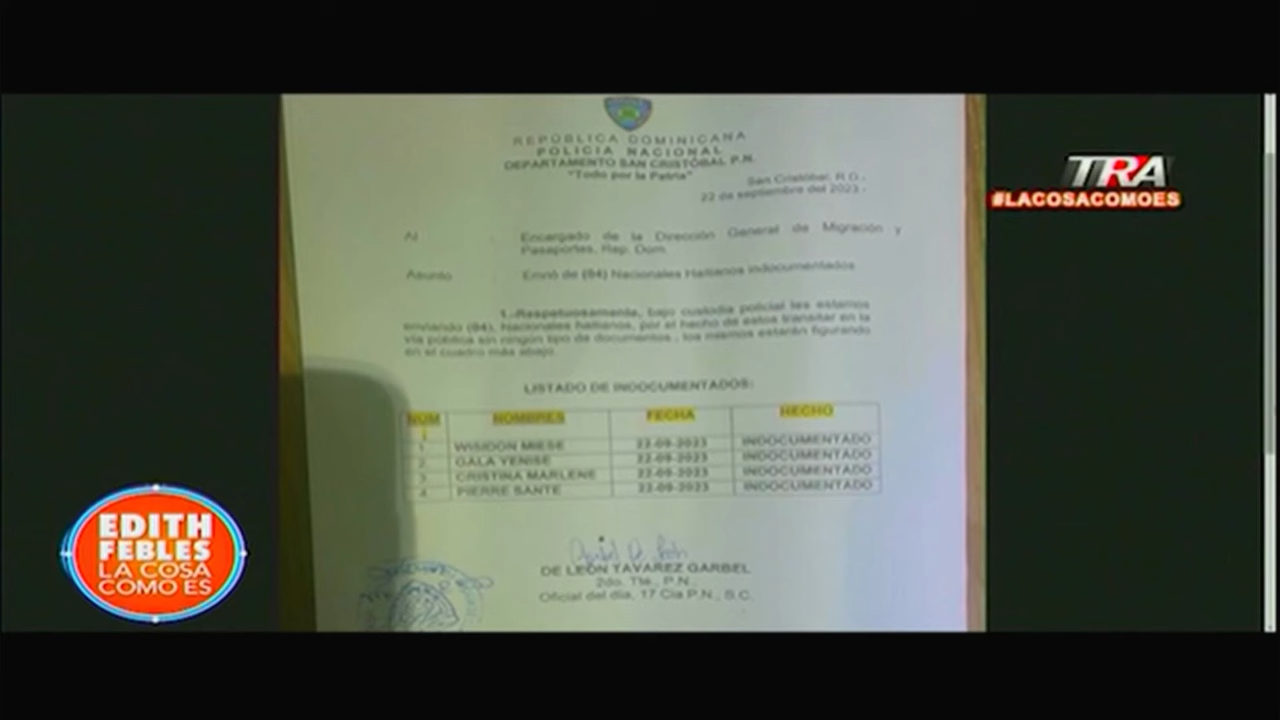 REPÚBLICA DOMINICANA
POLICIA NACIONAL
DEPARTAMENTO SAN CRISTÓBAL P.N.
"Todo por la Patria"
San Cristóbal, R.D.-
22 de septiembre del 2023.-
TRA
#LACOSACOMOES
Al : Encargado de la Dirección General de Migración y
Pasaportes, Rep. Dom.
Asunto : Envió de (04) Nacionales Haitianos indocumentados
1.-Respetuosamente, bajo custodia policial les estamos
enviando (04), Nacionales haitianos, por el hecho de estos transitar en la
vía pública sin ningún tipo de documentos , los mismos estarán figurando
en el cuadro más abajo.
LISTADO DE INDOCUMENTADOS:
NUM NOMBRES FECHA HECHO
1 WISIDON MIESE 22-09-2023 INDOCUMENTADO
2 GALA YENISE 22-09-2023 INDOCUMENTADO
3 CRISTINA MARLENE 22-09-2023 INDOCUMENTADO
4 PIERRE SANTE 22-09-2023 INDOCUMENTADO
DE LEÓN TAVAREZ GARBEL
2do. Tte., P.N.,
Oficial del día, 17 Cia P.N., S.C.
EDITH
FEBLES
LA COSA
COMO ES